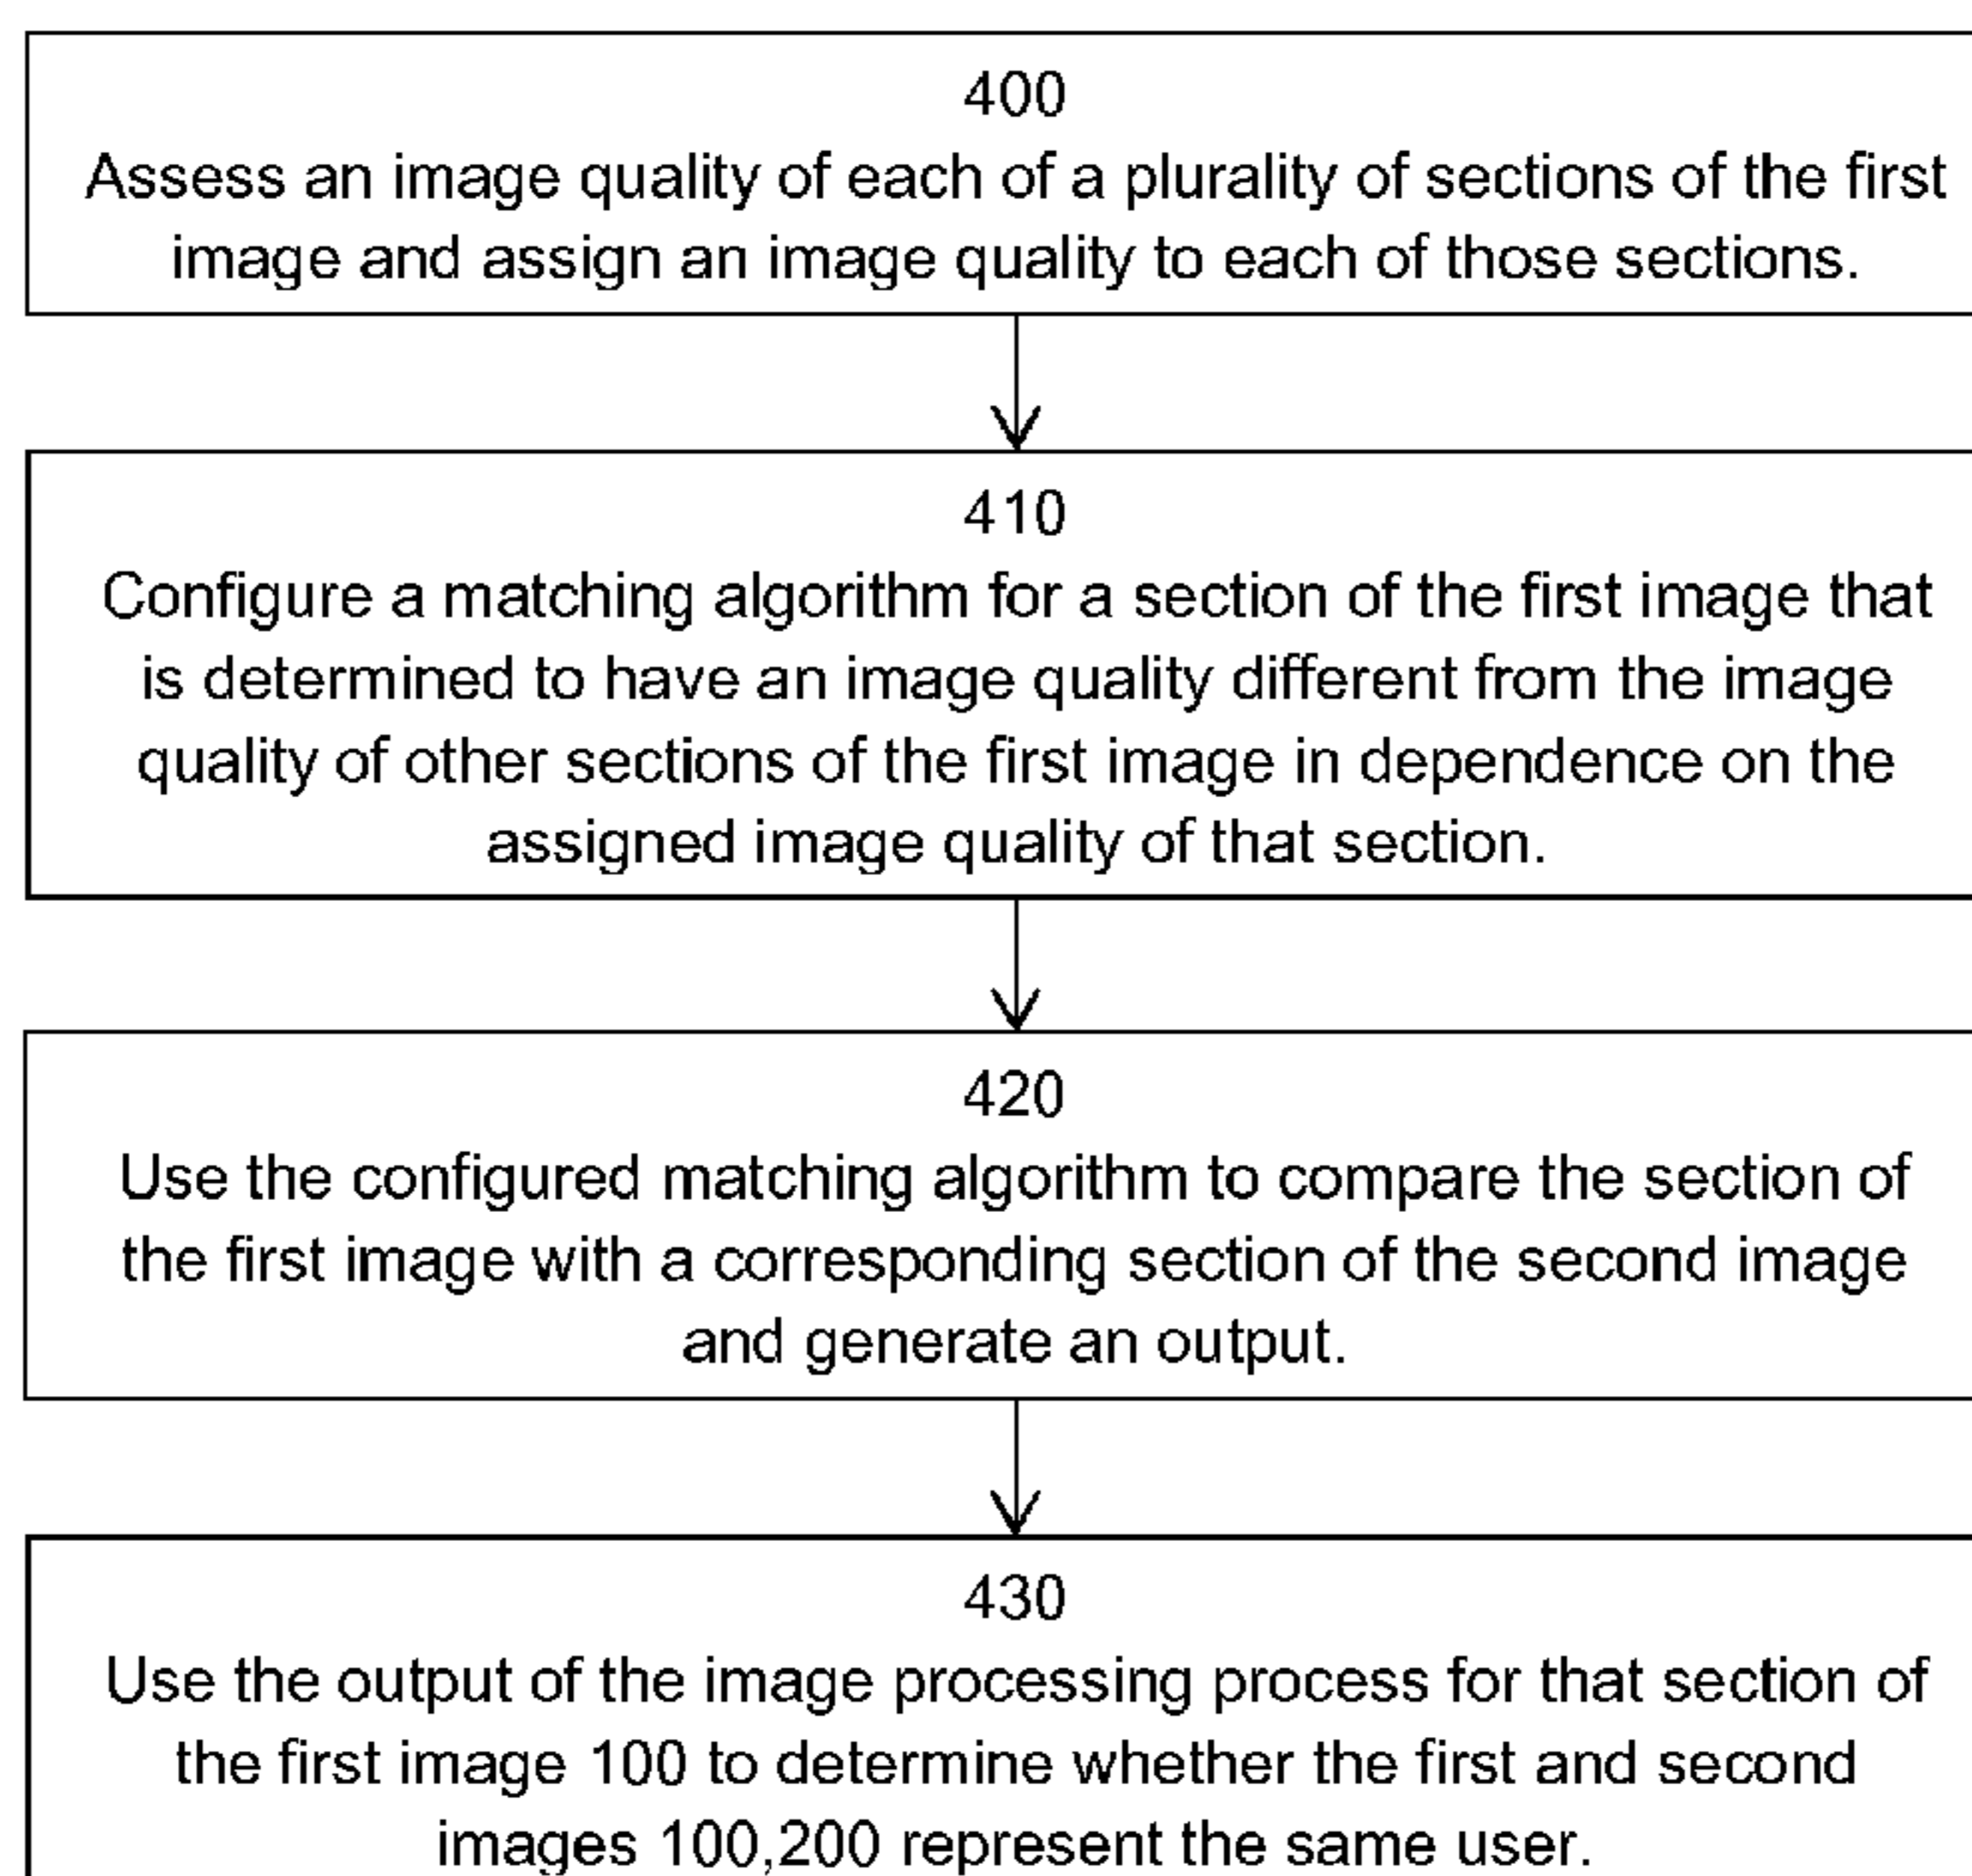 400
Assess an image quality of each of a plurality of sections of the first
image and assign an image quality to each of those sections.
410
Configure a matching algorithm for a section of the first image that
is determined to have an image quality different from the image
quality of other sections of the first image in dependence on the
assigned image quality of that section.
420
Use the configured matching algorithm to compare the section of
the first image with a corresponding section of the second image
and generate an output.
430
Use the output of the image processing process for that section of
the first image 100 to determine whether the first and second
images 100,200 represent the same user.